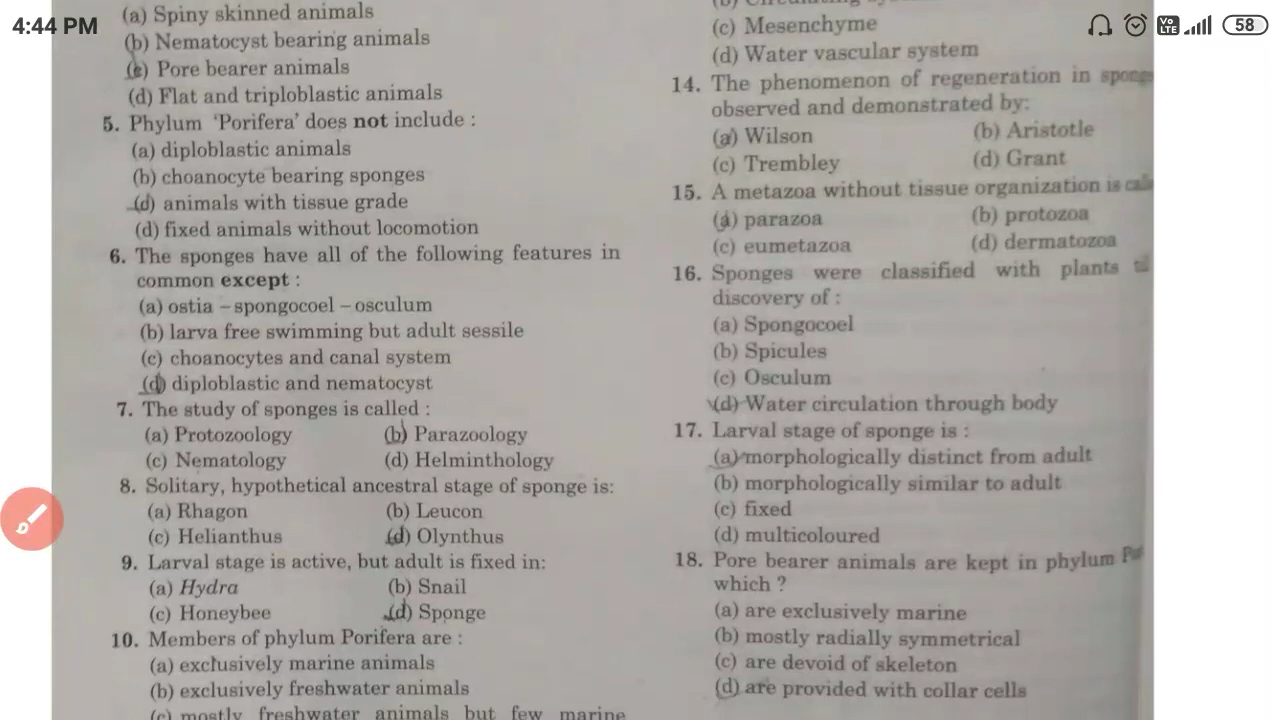 4:44 PM
Vo LTE
58
(a) Spiny skinned animals
(b) Nematocyst bearing animals
(c) Pore bearer animals
(d) Flat and triploblastic animals
5. Phylum 'Porifera' does not include :
(a) diploblastic animals
(b) choanocyte bearing sponges
(d) animals with tissue grade
(d) fixed animals without locomotion
6. The sponges have all of the following features in
common except :
(a) ostia – spongocoel – osculum
(b) larva free swimming but adult sessile
(c) choanocytes and canal system
(d) diploblastic and nematocyst
7. The study of sponges is called :
(a) Protozoology (b) Parazoology
(c) Nematology (d) Helminthology
8. Solitary, hypothetical ancestral stage of sponge is:
(a) Rhagon (b) Leucon
(c) Helianthus (d) Olynthus
9. Larval stage is active, but adult is fixed in:
(a) Hydra (b) Snail
(c) Honeybee (d) Sponge
10. Members of phylum Porifera are :
(a) exclusively marine animals
(b) exclusively freshwater animals
(c) mostly freshwater animals but few marine
(c) Mesenchyme
(d) Water vascular system
14. The phenomenon of regeneration in
observed and demonstrated by:
(a) Wilson (b) Aristotle
(c) Trembley (d) Grant
15. A metazoa without tissue organization is
(a) parazoa (b) protozoa
(c) eumetazoa (d) dermatozoa
16. Sponges were classified with plants
discovery of :
(a) Spongocoel
(b) Spicules
(c) Osculum
(d) Water circulation through body
17. Larval stage of sponge is :
(a) morphologically distinct from adult
(b) morphologically similar to adult
(c) fixed
(d) multicoloured
18. Pore bearer animals are kept in phylum
which ?
(a) are exclusively marine
(b) mostly radially symmetrical
(c) are devoid of skeleton
(d) are provided with collar cells